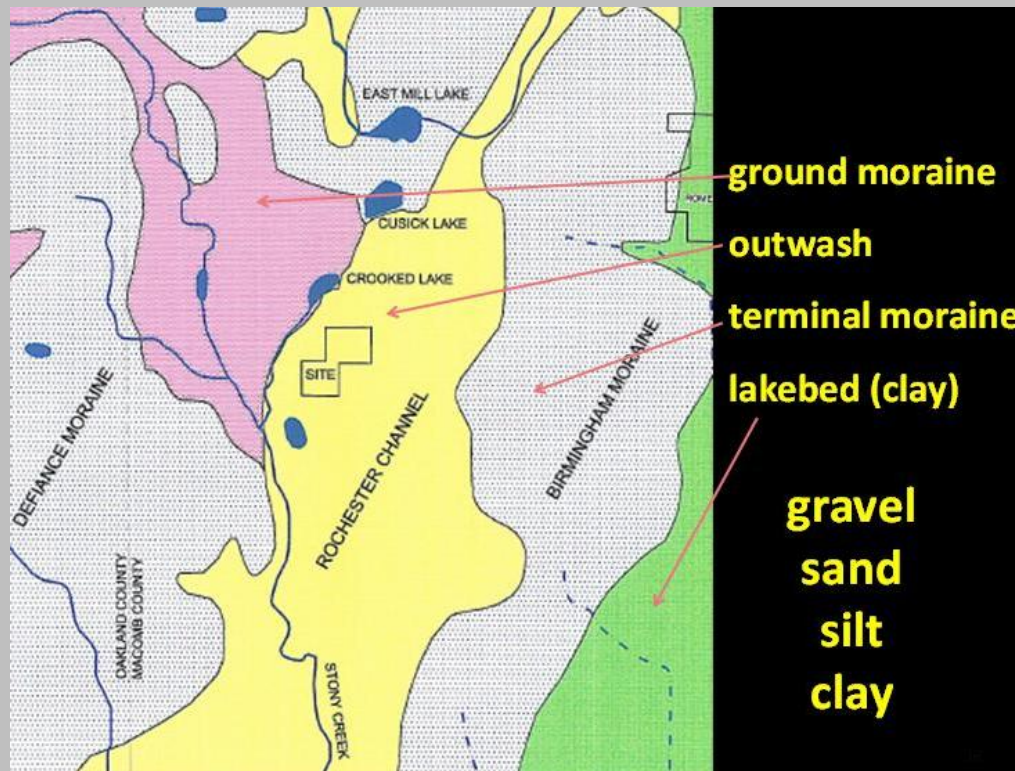 EAST MILL LAKE
CUSICK LAKE
CROOKED LAKE
SITE
DEFIANCE MORAINE
ROCHESTER CHANNEL
BIRMINGHAM MORAINE
OAKLAND COUNTY
MACOMB COUNTY
STONY CREEK
ground moraine
outwash
terminal moraine
lakebed (clay)
gravel
sand
silt
clay